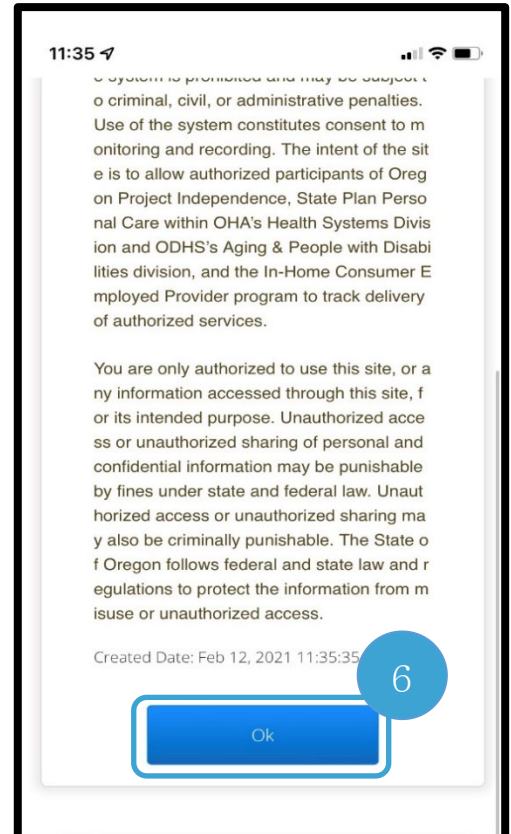 11:35
e system is prohibited and may be subject t
o criminal, civil, or administrative penalties.
Use of the system constitutes consent to m
onitoring and recording. The intent of the sit
e is to allow authorized participants of Oreg
on Project Independence, State Plan Perso
nal Care within OHA's Health Systems Divis
ion and ODHS's Aging & People with Disabi
lities division, and the In-Home Consumer E
mployed Provider program to track delivery
of authorized services.
You are only authorized to use this site, or a
ny information accessed through this site, f
or its intended purpose. Unauthorized acce
ss or unauthorized sharing of personal and
confidential information may be punishable
by fines under state and federal law. Unaut
horized access or unauthorized sharing ma
y also be criminally punishable. The State o
f Oregon follows federal and state law and r
egulations to protect the information from m
isuse or unauthorized access.
Created Date: Feb 12, 2021 11:35:35
6
Ok